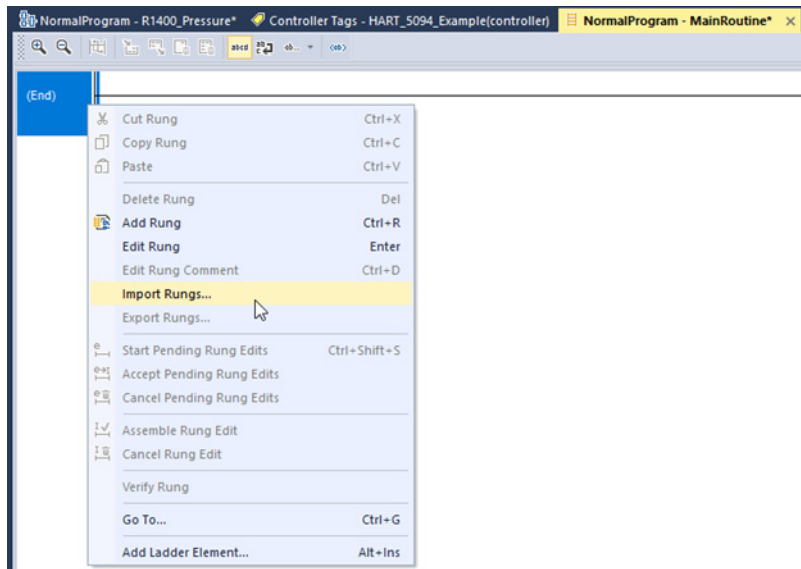 NormalProgram - R1400_Pressure* Controller Tags - HART_5094_Example(controller) NormalProgram - MainRoutine* ×
(End)
Cut Rung Ctrl+X
Copy Rung Ctrl+C
Paste Ctrl+V
Delete Rung Del
Add Rung Ctrl+R
Edit Rung Enter
Edit Rung Comment Ctrl+D
Import Rungs...
Export Rungs...
Start Pending Rung Edits Ctrl+Shift+S
Accept Pending Rung Edits
Cancel Pending Rung Edits
Assemble Rung Edit
Cancel Rung Edit
Verify Rung
Go To... Ctrl+G
Add Ladder Element... Alt+Ins